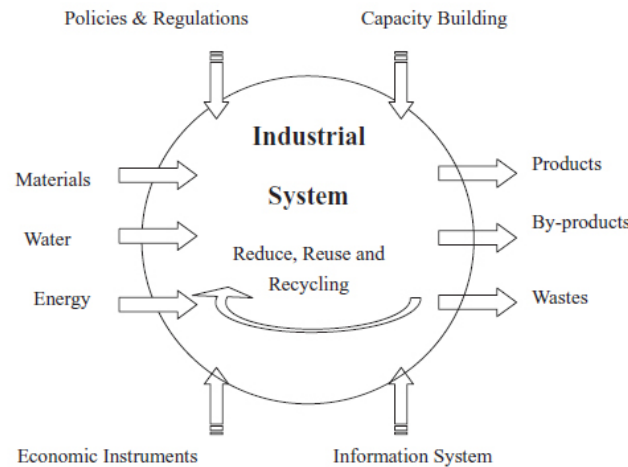 Policies & Regulations
Capacity Building
Industrial
System
Reduce, Reuse and
Recycling
Materials
Water
Energy
Products
By-products
Wastes
Economic Instruments
Information System